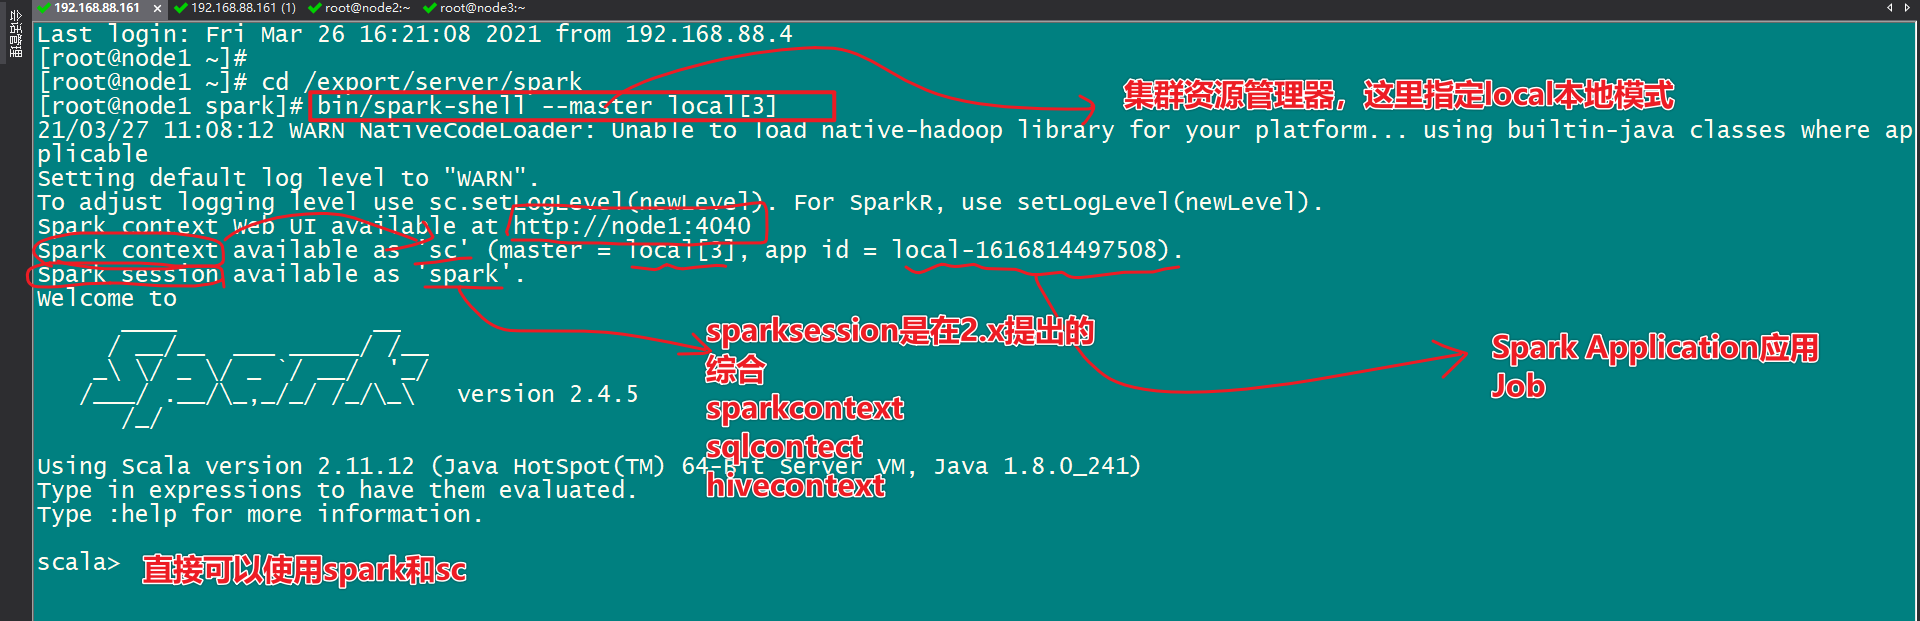 192.168.88.161 × 192.168.88.161 (1) root@node2:~ root@node3:~
会话管理
Last login: Fri Mar 26 16:21:08 2021 from 192.168.88.4
[root@node1 ~]#
[root@node1 ~]# cd /export/server/spark
[root@node1 spark]# bin/spark-shell --master local[3]
集群资源管理器，这里指定local本地模式
21/03/27 11:08:12 WARN NativeCodeLoader: Unable to load native-hadoop library for your platform... using builtin-java classes where ap
plicable
Setting default log level to "WARN".
To adjust logging level use sc.setLogLevel(newLevel). For SparkR, use setLogLevel(newLevel).
Spark context Web UI available at http://node1:4040
Spark context available as 'sc' (master = local[3], app id = local-1616814497508).
Spark session available as 'spark'.
Welcome to
sparksession是在2.x提出的
综合
sparkcontext
sqlcontect
hivecontext
Spark Application应用
Job
version 2.4.5
Using Scala version 2.11.12 (Java HotSpot(TM) 64-Bit Server VM, Java 1.8.0_241)
Type in expressions to have them evaluated.
Type :help for more information.
scala>
直接可以使用spark和sc